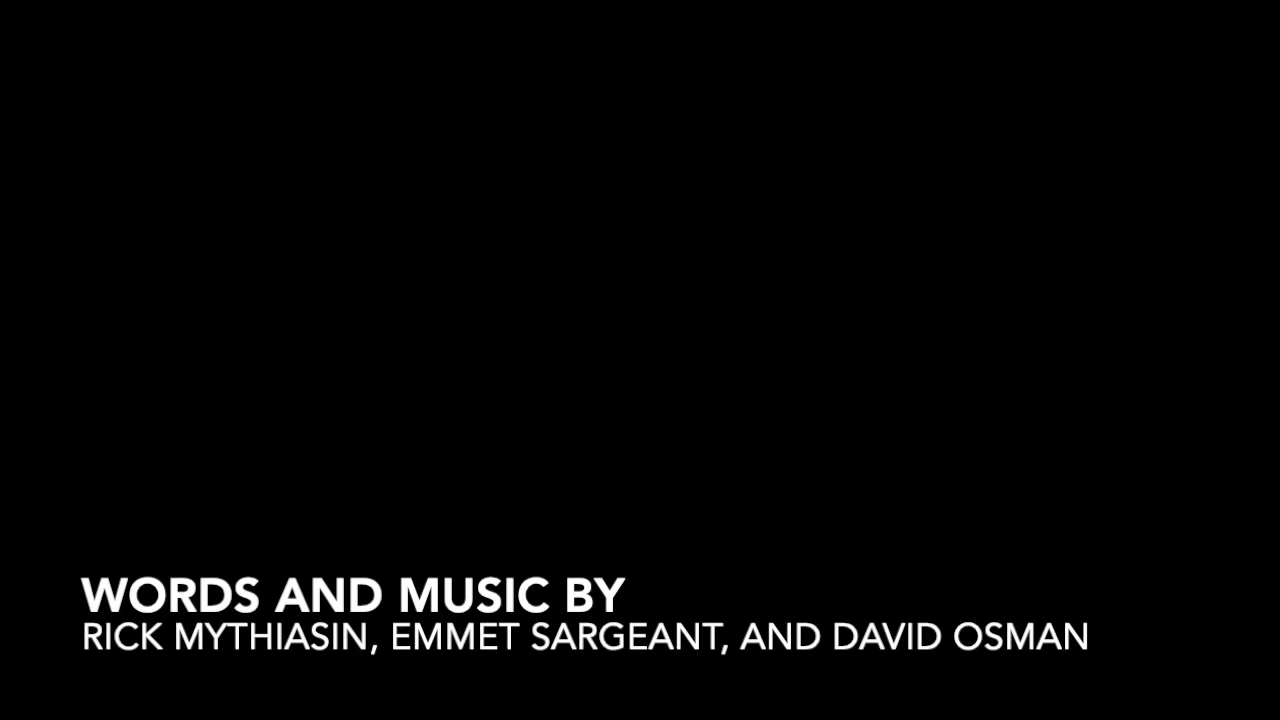 WORDS AND MUSIC BY
RICK MYTHIASIN, EMMET SARGEANT, AND DAVID OSMAN